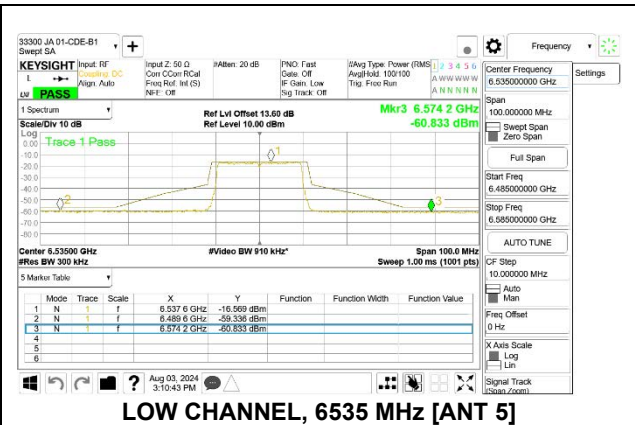 33300 JA 01-CDE-B1
Swept SA
Frequency
KEYSIGHT
Input: RF
Coupling: DC
Align: Auto
Input Z: 50 Ω
Corr CCorr RCal
Freq Ref: Int (S)
NFE: Off
#Atten: 20 dB
PNO: Fast
Gate: Off
IF Gain: Low
Sig Track: Off
#Avg Type: Power (RMS
Avg|Hold: 100/100
Trig: Free Run
1 2 3 4 5 6
A W W W W W
A N N N N N
L
LXI PASS
Center Frequency
6.535000000 GHz
Settings
Span
100.000000 MHz
Swept Span
Zero Span
Full Span
Start Freq
6.485000000 GHz
Stop Freq
6.585000000 GHz
AUTO TUNE
CF Step
10.000000 MHz
Auto
Man
Freq Offset
0 Hz
X Axis Scale
Log
Lin
Signal Track
(Span Zoom)
1 Spectrum
Scale/Div 10 dB
Ref Lvl Offset 13.60 dB
Ref Level 10.00 dBm
Mkr3 6.574 2 GHz
-60.833 dBm
Log
Trace 1 Pass
0.00
-10.0
-20.0
-30.0
-40.0
-50.0
-60.0
-70.0
-80.0
1
2
3
Center 6.53500 GHz
#Res BW 300 kHz
#Video BW 910 kHz*
Span 100.0 MHz
Sweep 1.00 ms (1001 pts)
5 Marker Table
Mode Trace Scale X Y Function Function Width Function Value
1 N 1 f 6.537 6 GHz -16.569 dBm
2 N 1 f 6.489 6 GHz -59.336 dBm
3 N 1 f 6.574 2 GHz -60.833 dBm
4
5
6
?
Aug 03, 2024
3:10:43 PM
LOW CHANNEL, 6535 MHz [ANT 5]